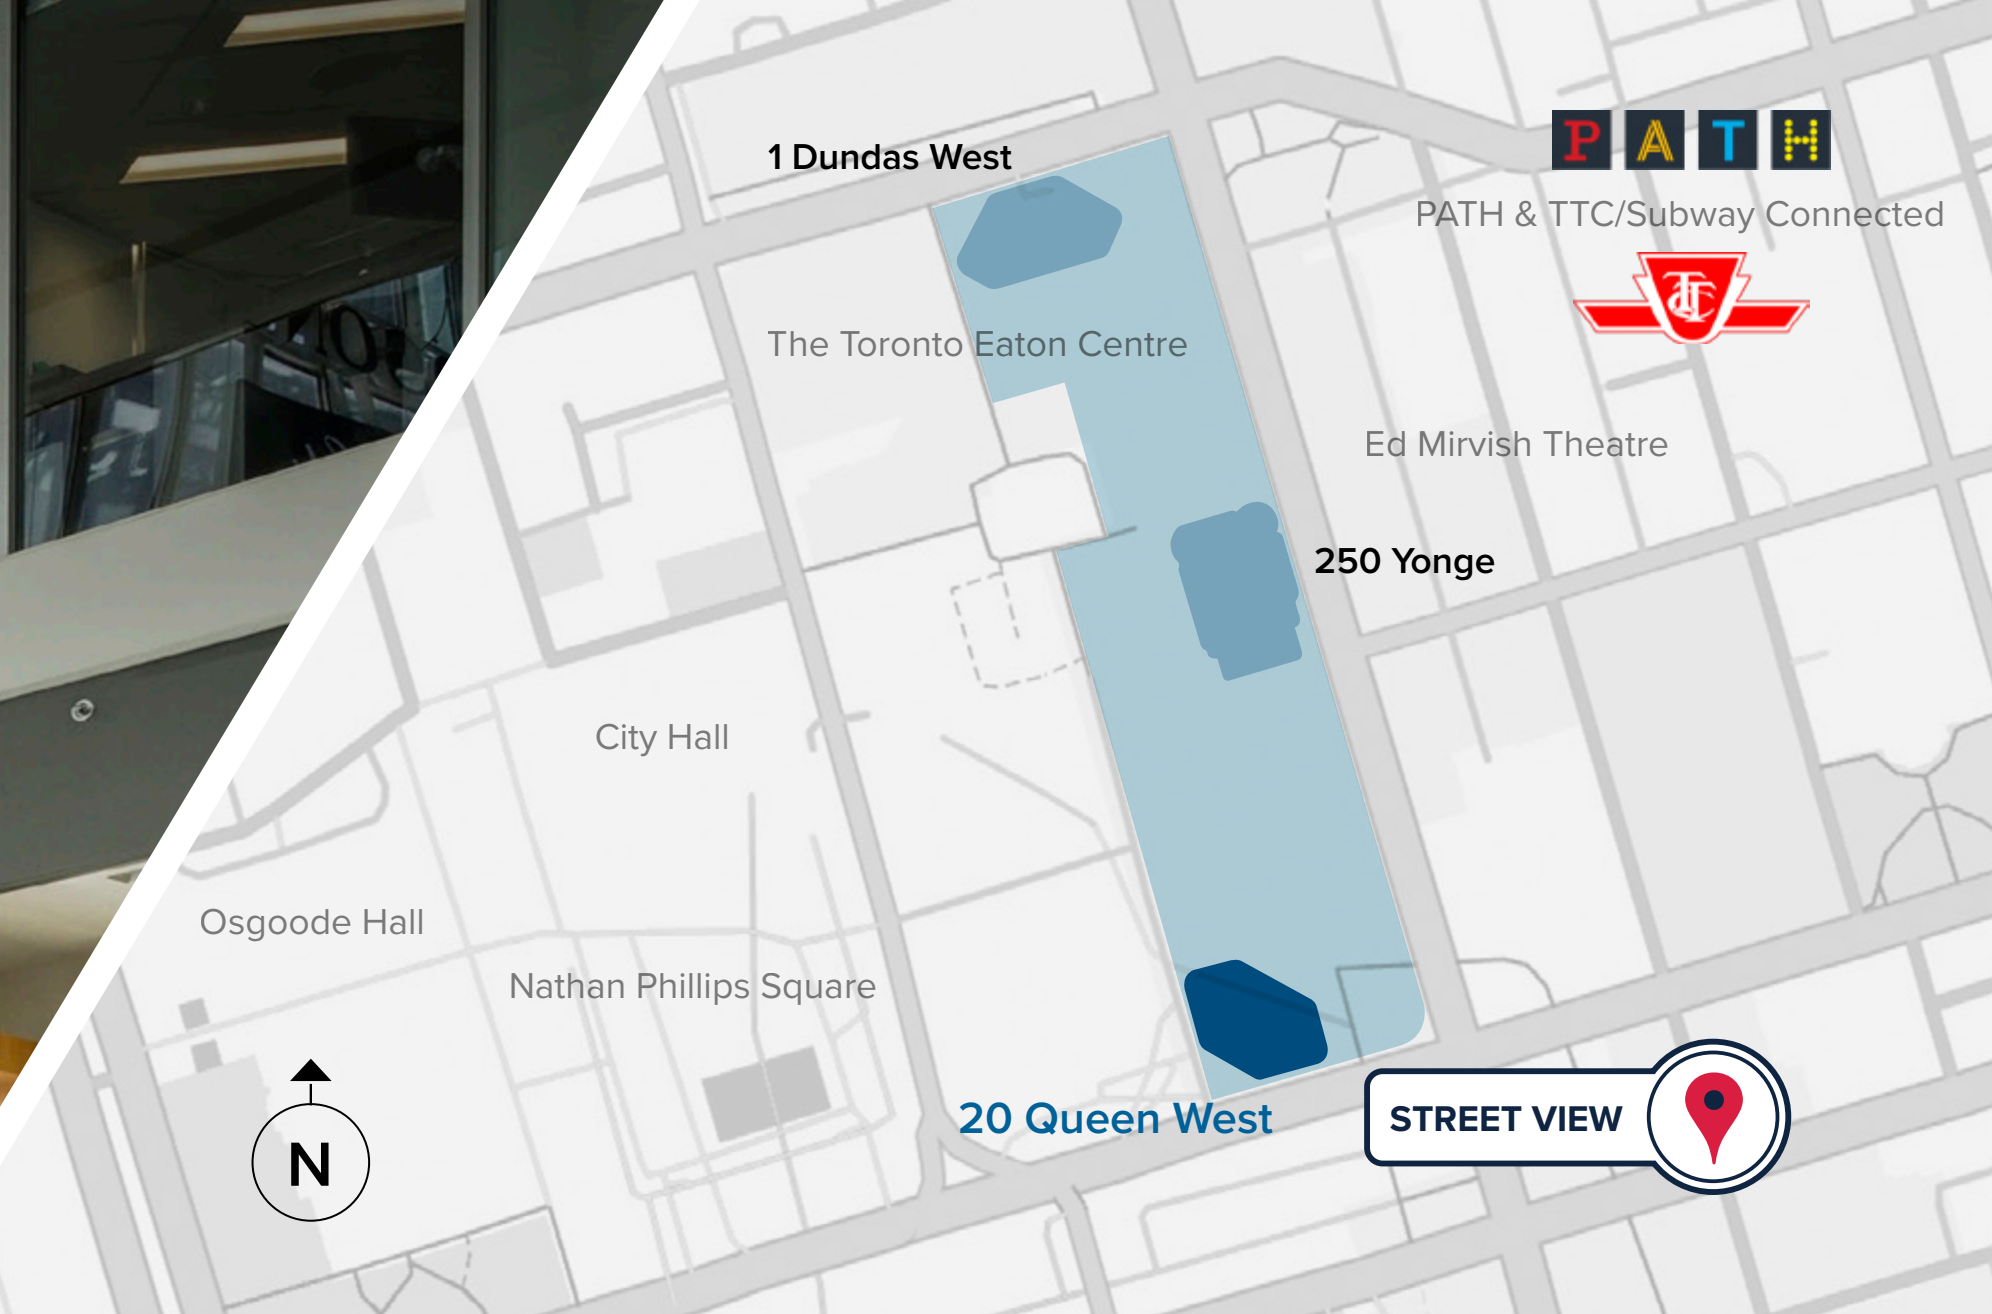 1 Dundas West
PATH
PATH & TTC/Subway Connected
TTC
The Toronto Eaton Centre
Ed Mirvish Theatre
250 Yonge
City Hall
Osgoode Hall
Nathan Phillips Square
20 Queen West
STREET VIEW
N